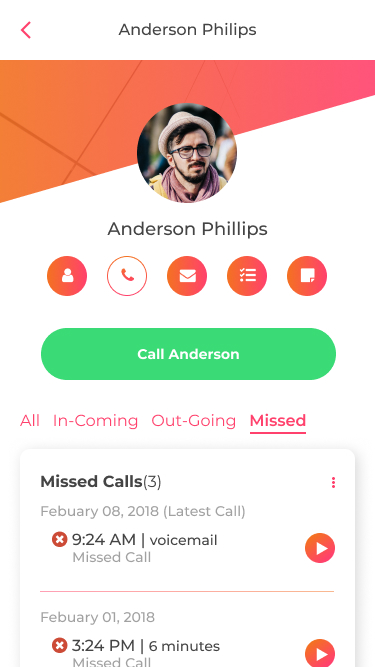 Anderson Philips
Anderson Phillips
Call Anderson
All In-Coming Out-Going Missed
Missed Calls(3)
Febuary 08, 2018 (Latest Call)
9:24 AM | voicemail
Missed Call
Febuary 01, 2018
3:24 PM | 6 minutes
Missed Call